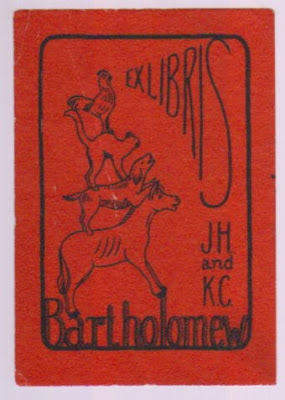 EX LIBRIS
J.H.
and
K.C.
Bartholomew